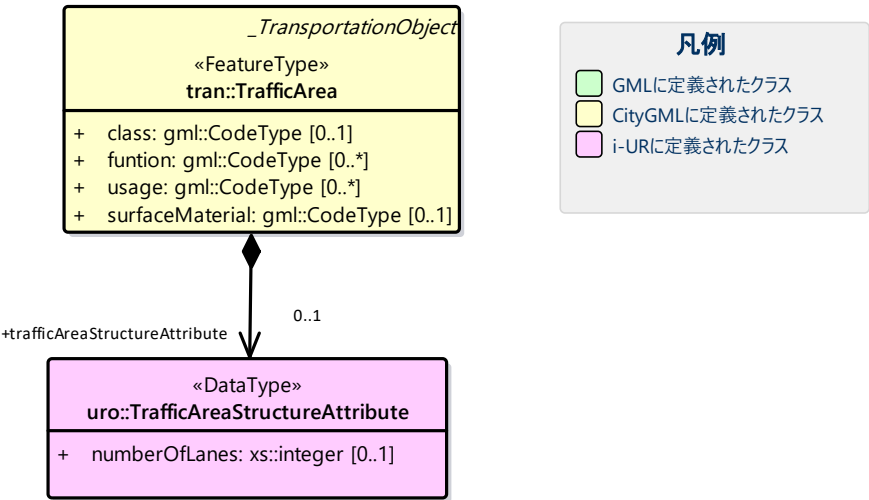 _TransportationObject
«FeatureType»
tran::TrafficArea
+ class: gml::CodeType [0..1]
+ funtion: gml::CodeType [0..*]
+ usage: gml::CodeType [0..*]
+ surfaceMaterial: gml::CodeType [0..1]
0..1
+trafficAreaStructureAttribute
«DataType»
uro::TrafficAreaStructureAttribute
+ numberOfLanes: xs::integer [0..1]
凡例
GMLに定義されたクラス
CityGMLに定義されたクラス
i-URに定義されたクラス